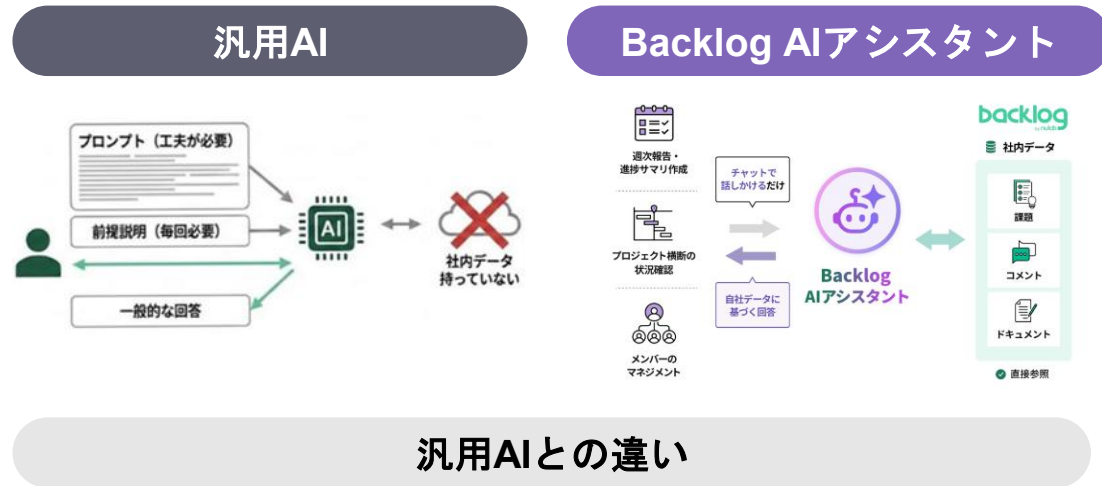 汎用AI
プロンプト（工夫が必要）
前提説明（毎回必要）
一般的な回答
AI
社内データ
持っていない
Backlog AIアシスタント
週次報告・
進捗サマリ作成
プロジェクト横断の
状況確認
メンバーの
マネジメント
チャットで
話しかけるだけ
自社データに
基づく回答
Backlog
AIアシスタント
backlog
by nulab
社内データ
課題
コメント
ドキュメント
直接参照
汎用AIとの違い